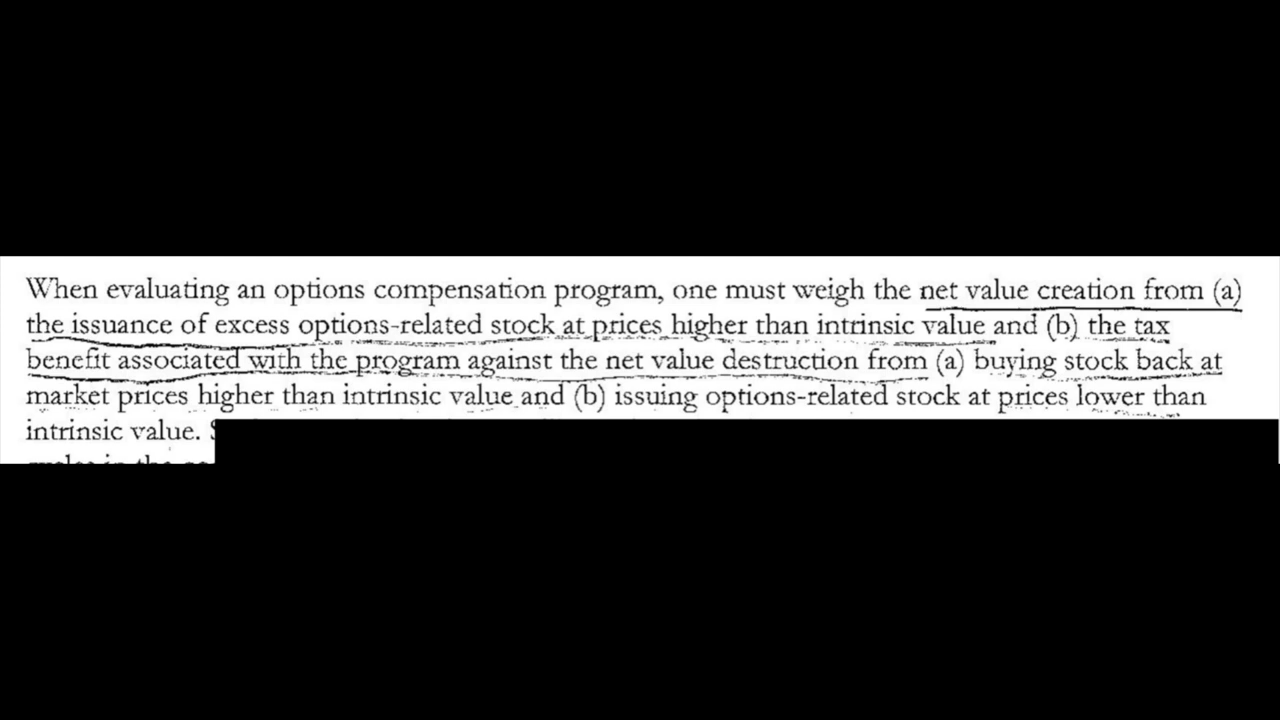 When evaluating an options compensation program, one must weigh the net value creation from (a)
the issuance of excess options-related stock at prices higher than intrinsic value and (b) the tax
benefit associated with the program against the net value destruction from (a) buying stock back at
market prices higher than intrinsic value and (b) issuing options-related stock at prices lower than
intrinsic value.